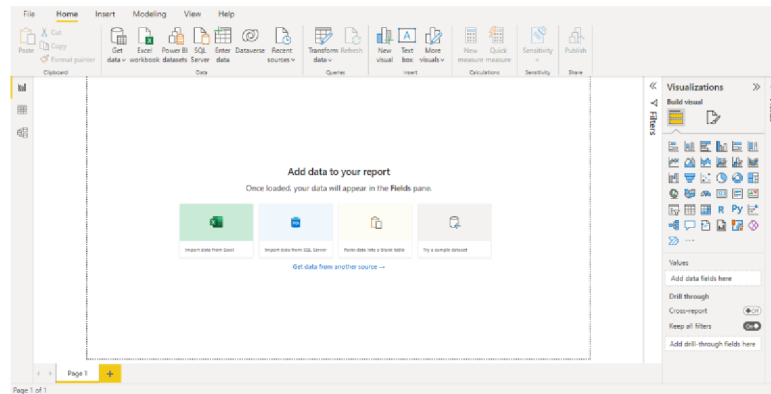 File Home Insert Modeling View Help
Paste
Cut
Copy
Format painter
Get data
Excel workbook
Power BI datasets
SQL Server
Enter data
Dataverse
Recent sources
Transform data
Refresh
New visual
Text box
More visuals
New measure
Quick measure
Sensitivity
Publish
Clipboard
Data
Queries
Insert
Calculations
Sensitivity
Share
Add data to your report
Once loaded, your data will appear in the Fields pane.
Import data from Excel
Import data from SQL Server
Paste data into a blank table
Try a sample dataset
Get data from another source →
Filters
Visualizations
Build visual
R Py
Values
Add data fields here
Drill through
Cross-report Off
Keep all filters On
Add drill-through fields here
Page 1
Page 1 of 1